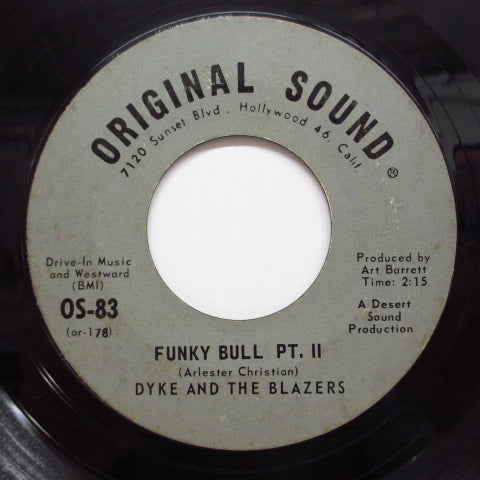 ORIGINAL SOUND ®
7120 Sunset Blvd., Hollywood 46, Calif.
Drive-In Music
and Westward
(BMI)
OS-83
(or-178)
Produced by
Art Barrett
Time: 2:15
A Desert
Sound
Production
FUNKY BULL PT. II
(Arlester Christian)
DYKE AND THE BLAZERS